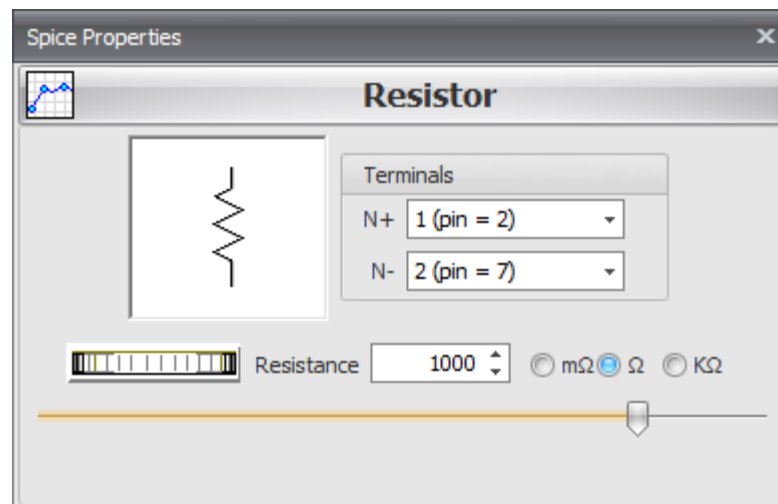 Spice Properties
Resistor
Terminals
N+ 1 (pin = 2)
N- 2 (pin = 7)
Resistance 1000 mΩ Ω KΩ